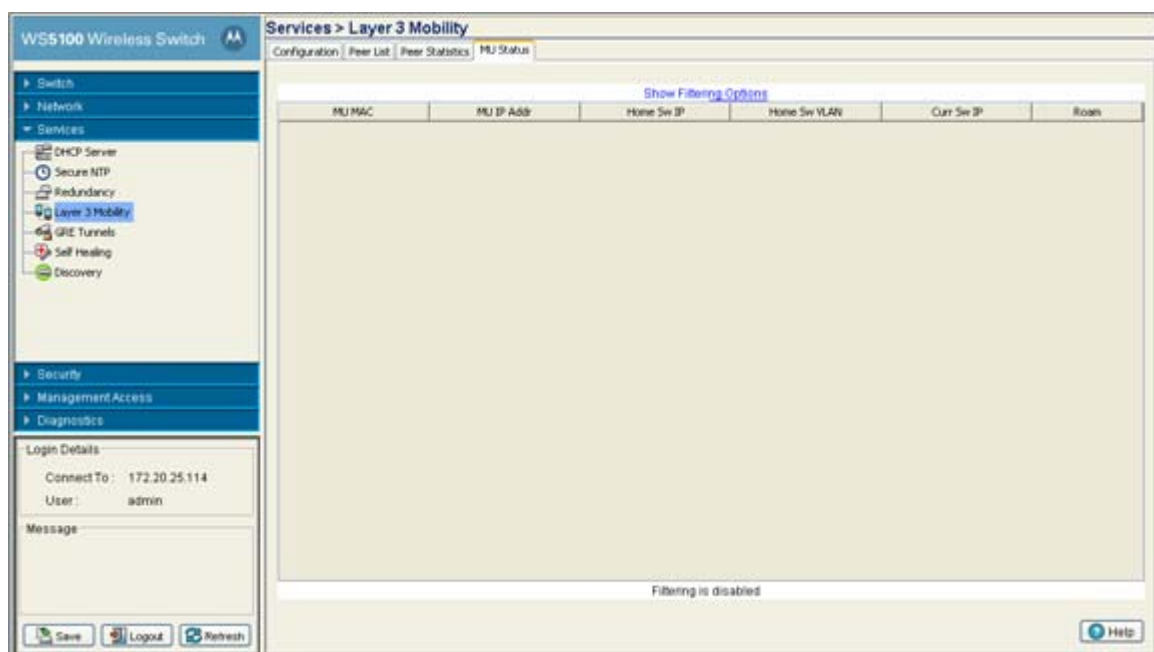 WS5100 Wireless Switch
Services > Layer 3 Mobility
Configuration Peer List Peer Statistics MU Status
Switch
Network
Services
DHCP Server
Secure NTP
Redundancy
Layer 3 Mobility
GRE Tunnels
Self Healing
Discovery
Security
Management Access
Diagnostics
Login Details
Connect To : 172.20.25.114
User : admin
Message
Save Logout Refresh
Show Filtering Options
MU MAC MU IP Addr Home Sw IP Home Sw VLAN Curr Sw IP Roam
Filtering is disabled
Help